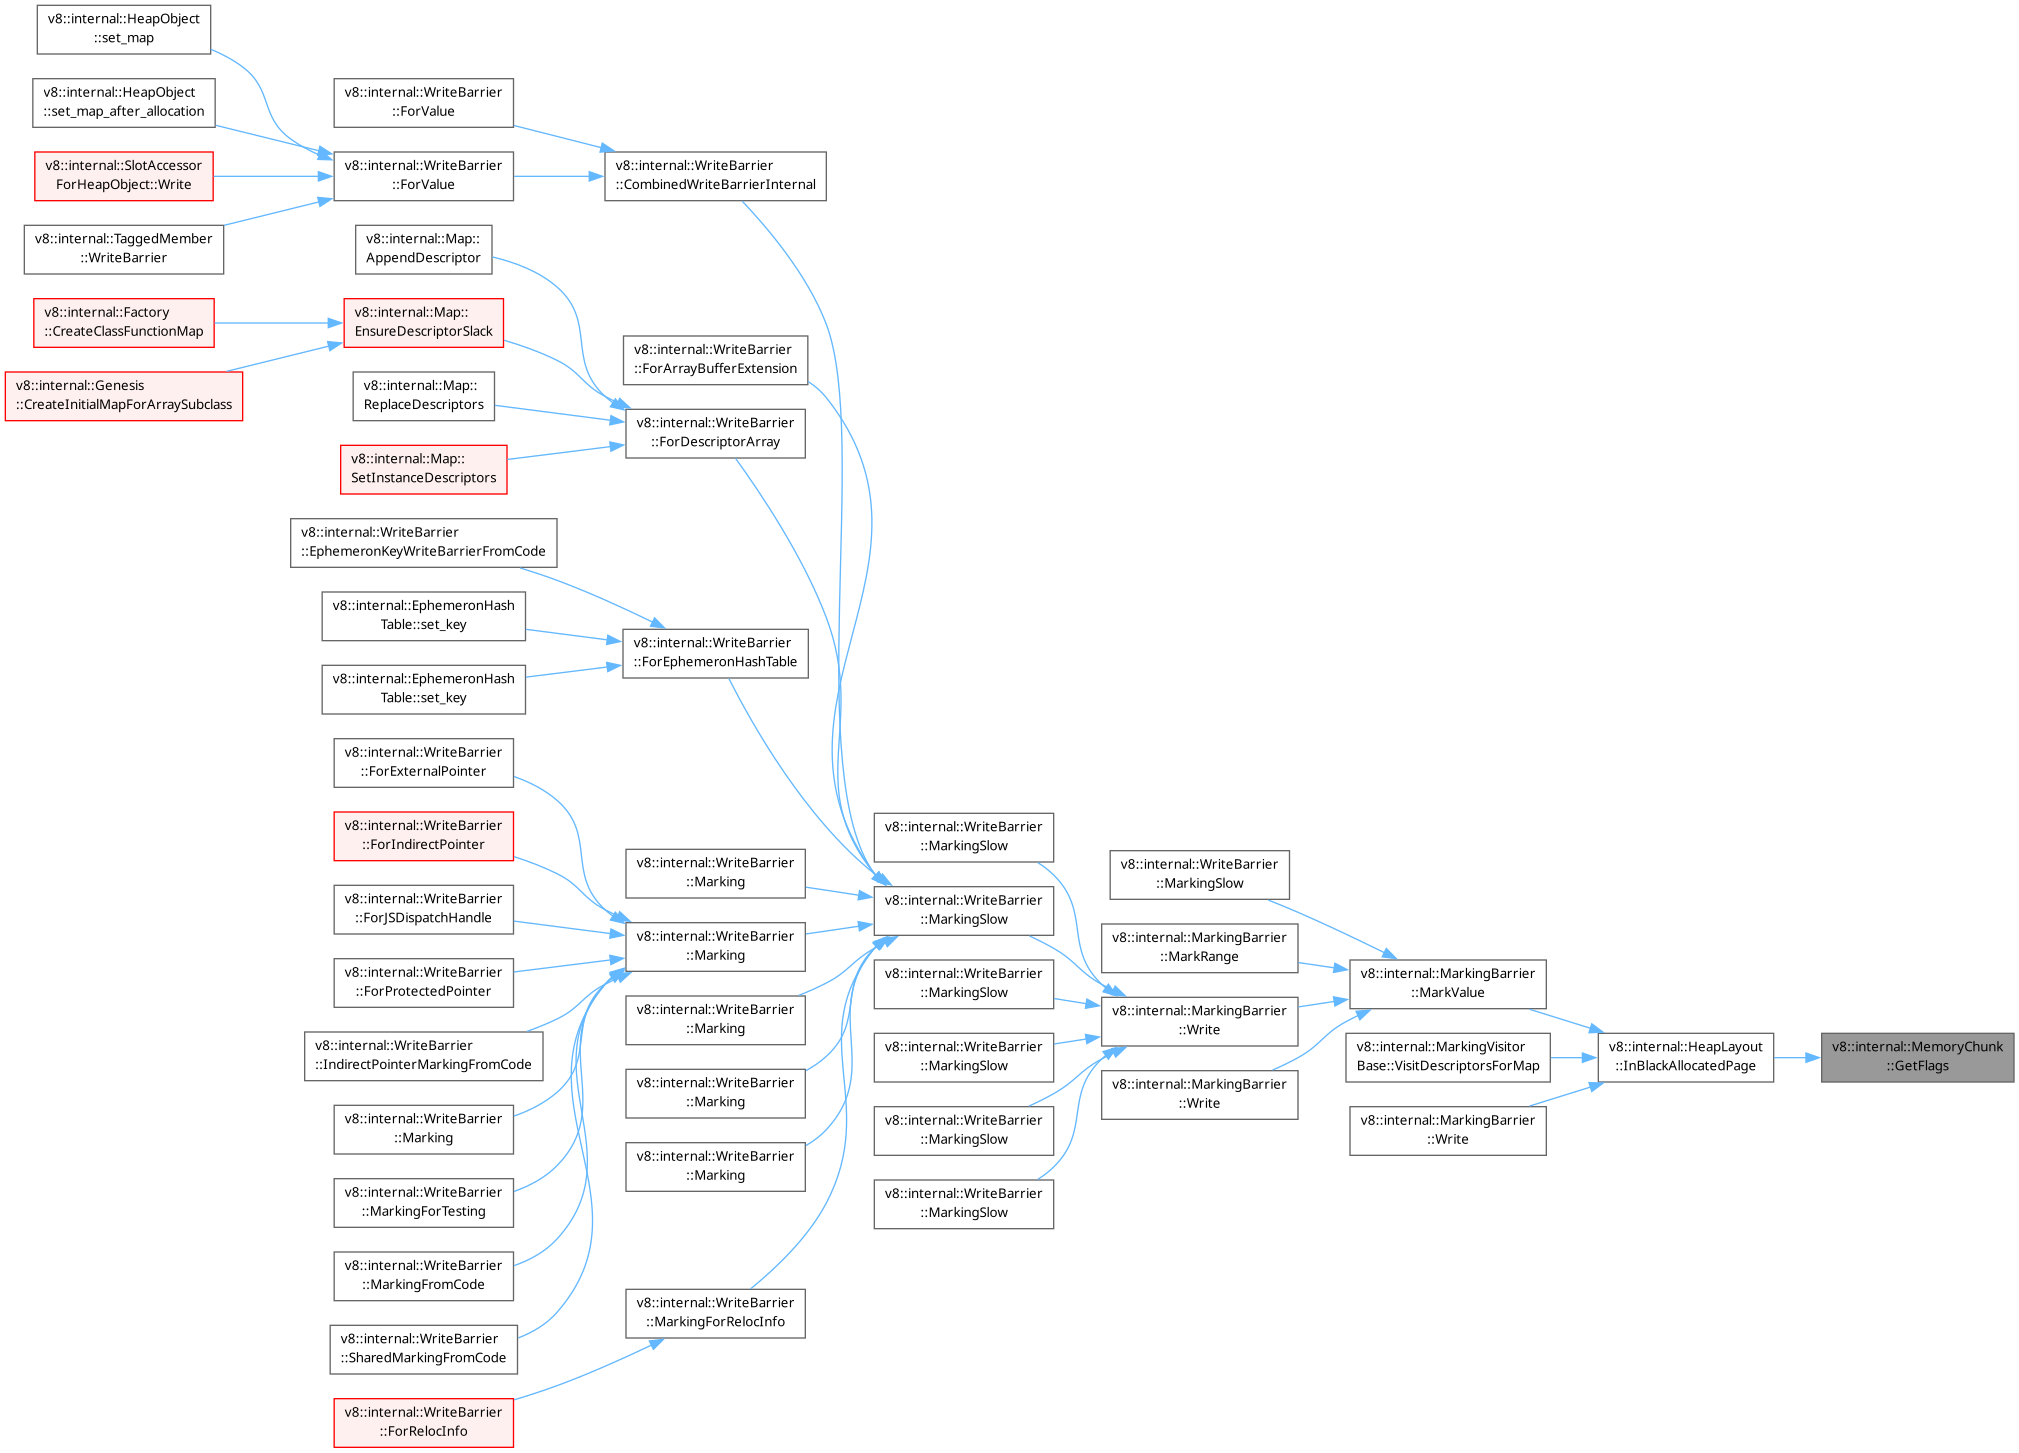 v8::internal::HeapObject
::set_map
v8::internal::HeapObject
::set_map_after_allocation
v8::internal::SlotAccessor
ForHeapObject::Write
v8::internal::TaggedMember
::WriteBarrier
v8::internal::Factory
::CreateClassFunctionMap
v8::internal::Genesis
::CreateInitialMapForArraySubclass
v8::internal::WriteBarrier
::ForValue
v8::internal::WriteBarrier
::ForValue
v8::internal::Map::
AppendDescriptor
v8::internal::Map::
EnsureDescriptorSlack
v8::internal::Map::
ReplaceDescriptors
v8::internal::Map::
SetInstanceDescriptors
v8::internal::WriteBarrier
::EphemeronKeyWriteBarrierFromCode
v8::internal::EphemeronHash
Table::set_key
v8::internal::EphemeronHash
Table::set_key
v8::internal::WriteBarrier
::ForExternalPointer
v8::internal::WriteBarrier
::ForIndirectPointer
v8::internal::WriteBarrier
::ForJSDispatchHandle
v8::internal::WriteBarrier
::ForProtectedPointer
v8::internal::WriteBarrier
::IndirectPointerMarkingFromCode
v8::internal::WriteBarrier
::Marking
v8::internal::WriteBarrier
::MarkingForTesting
v8::internal::WriteBarrier
::MarkingFromCode
v8::internal::WriteBarrier
::SharedMarkingFromCode
v8::internal::WriteBarrier
::ForRelocInfo
v8::internal::WriteBarrier
::CombinedWriteBarrierInternal
v8::internal::WriteBarrier
::ForArrayBufferExtension
v8::internal::WriteBarrier
::ForDescriptorArray
v8::internal::WriteBarrier
::ForEphemeronHashTable
v8::internal::WriteBarrier
::Marking
v8::internal::WriteBarrier
::Marking
v8::internal::WriteBarrier
::Marking
v8::internal::WriteBarrier
::Marking
v8::internal::WriteBarrier
::Marking
v8::internal::WriteBarrier
::MarkingForRelocInfo
v8::internal::WriteBarrier
::MarkingSlow
v8::internal::WriteBarrier
::MarkingSlow
v8::internal::WriteBarrier
::MarkingSlow
v8::internal::WriteBarrier
::MarkingSlow
v8::internal::WriteBarrier
::MarkingSlow
v8::internal::WriteBarrier
::MarkingSlow
v8::internal::WriteBarrier
::MarkingSlow
v8::internal::MarkingBarrier
::MarkRange
v8::internal::MarkingBarrier
::Write
v8::internal::MarkingBarrier
::Write
v8::internal::MarkingBarrier
::MarkValue
v8::internal::MarkingVisitor
Base::VisitDescriptorsForMap
v8::internal::MarkingBarrier
::Write
v8::internal::HeapLayout
::InBlackAllocatedPage
v8::internal::MemoryChunk
::GetFlags